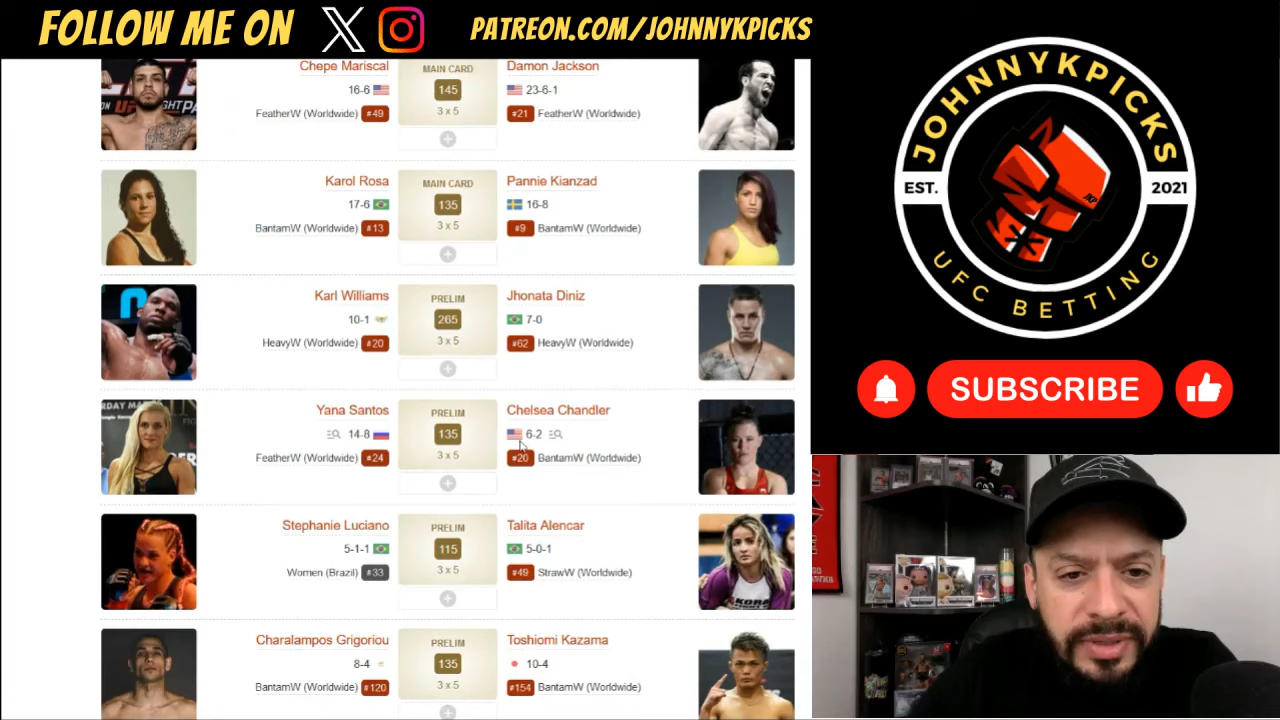 FOLLOW ME ON
PATREON.COM/JOHNNYKPICKS
Chepe Mariscal
MAIN CARD
Damon Jackson
16-6
145
23-6-1
FeatherW (Worldwide) #49
3 x 5
#21 FeatherW (Worldwide)
Karol Rosa
MAIN CARD
Pannie Kianzad
17-6
135
16-8
BantamW (Worldwide) #13
3 x 5
#9 BantamW (Worldwide)
Karl Williams
PRELIM
Jhonata Diniz
10-1
265
7-0
HeavyW (Worldwide) #20
3 x 5
#62 HeavyW (Worldwide)
Yana Santos
PRELIM
Chelsea Chandler
14-8
135
6-2
FeatherW (Worldwide) #24
3 x 5
#20 BantamW (Worldwide)
Stephanie Luciano
PRELIM
Talita Alencar
5-1-1
115
5-0-1
Women (Brazil) #33
3 x 5
#49 StrawW (Worldwide)
Charalampos Grigoriou
PRELIM
Toshiomi Kazama
8-4
135
10-4
BantamW (Worldwide) #120
3 x 5
#154 BantamW (Worldwide)
JOHNNYKPICKS
EST.
2021
JKP
UFC BETTING
SUBSCRIBE